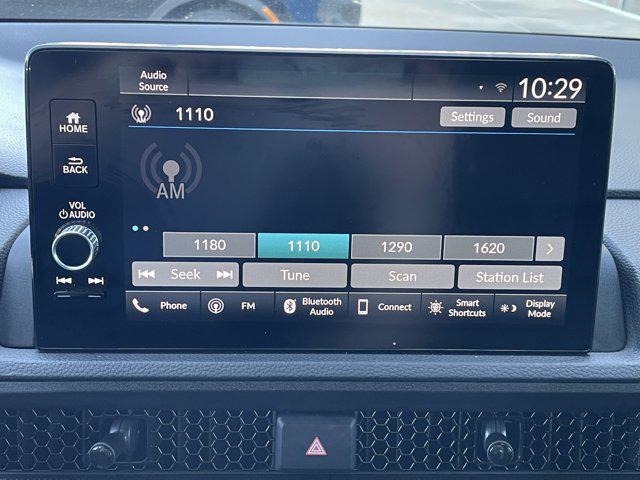 Audio
Source
10:29
AM
1110
Settings
Sound
HOME
BACK
AM
VOL
AUDIO
1180
1110
1290
1620
Seek
Tune
Scan
Station List
Phone
FM
Bluetooth
Audio
Connect
Smart
Shortcuts
Display
Mode